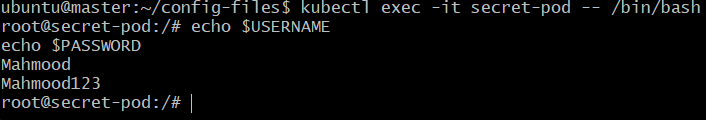 ubuntu@master:~/config-files$ kubectl exec -it secret-pod -- /bin/bash
root@secret-pod:/# echo $USERNAME
echo $PASSWORD
Mahmood
Mahmood123
root@secret-pod:/#